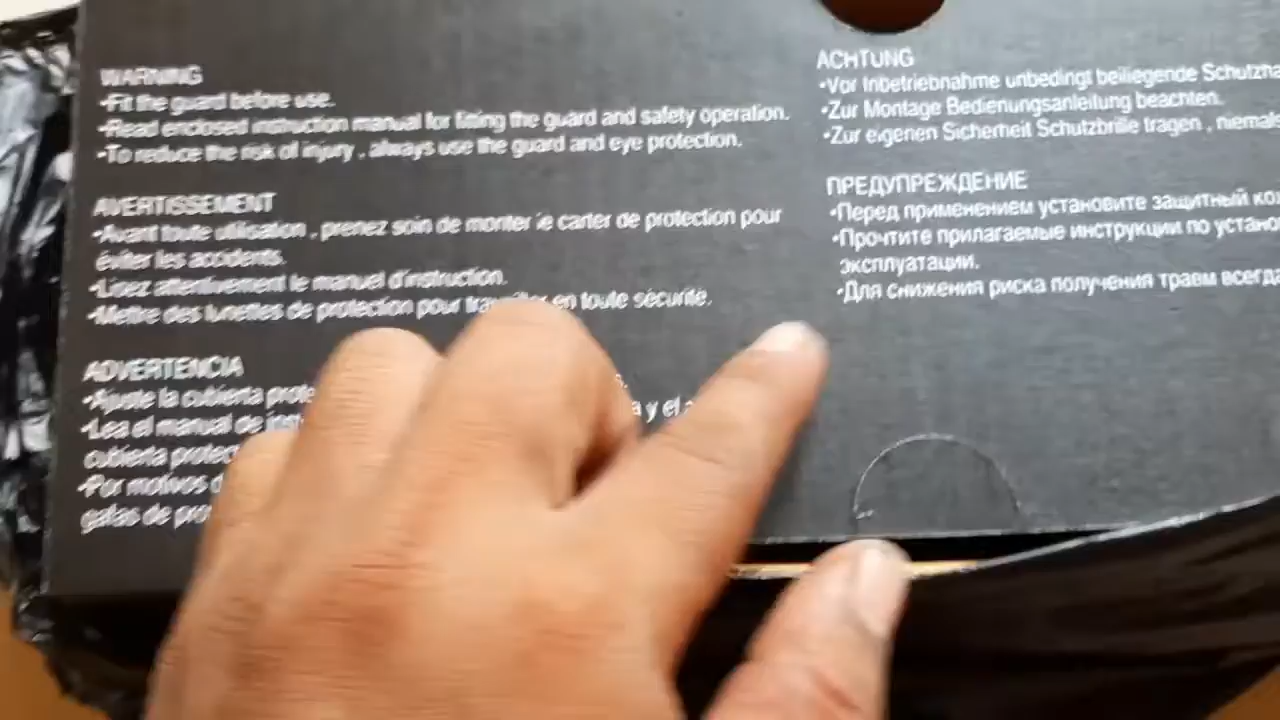 WARNING
•Fit the guard before use.
•Read enclosed instruction manual for fitting the guard and safety operation.
•To reduce the risk of injury , always use the guard and eye protection.
AVERTISSEMENT
•Avant toute utilisation , prenez soin de monter le carter de protection pour
éviter les accidents.
•Lisez attentivement le manuel d'instruction.
•Mettre des lunettes de protection pour en toute sécurité.
ADVERTENCIA
•Ajuste la cubierta
•Lea el manual de
y el
cubierta
•Por motivos
gafas de
ACHTUNG
•Vor Inbetriebnahme unbedingt beiliegende
•Zur Montage Bedienungsanleitung beachten.
•Zur eigenen Sicherheit Schutzbrille tragen , niemals
ПРЕДУПРЕЖДЕНИЕ
•Перед применением установите защитный
•Прочтите прилагаемые инструкции по
эксплуатации.
•Для снижения риска получения травм